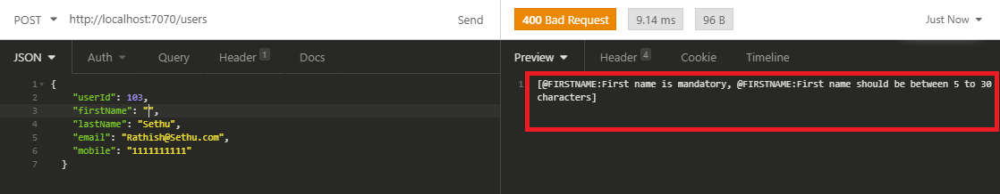 POST http://localhost:7070/users Send 400 Bad Request 9.14 ms 96 B Just Now
JSON Auth Query Header 1 Docs
1 {
2 "userId": 103,
3 "firstName": "",
4 "lastName": "Sethu",
5 "email": "Rathish@Sethu.com",
6 "mobile": "1111111111"
7 }
Preview Header 4 Cookie Timeline
1 [@FIRSTNAME:First name is mandatory, @FIRSTNAME:First name should be between 5 to 30
characters]